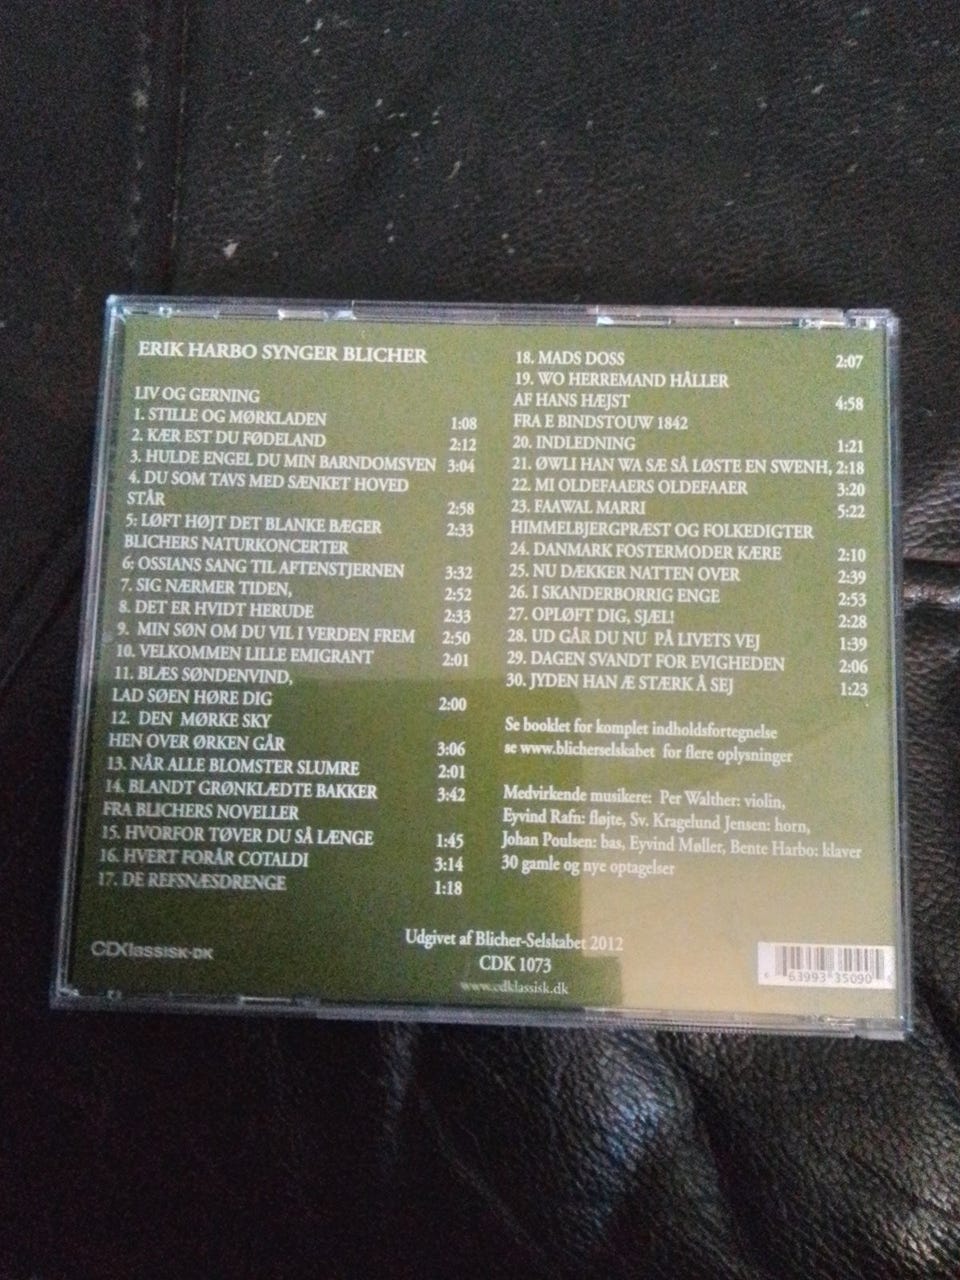 ERIK HARBO SYNGER BLICHER
LIV OG GERNING
1. STILLE OG MØRKLADEN 1:08
2. KÆR EST DU FØDELAND 2:12
3. HULDE ENGEL DU MIN BARNDOMSVEN 3:04
4. DU SOM TAVS MED SÆNKET HOVED
STÅR 2:58
5: LØFT HØJT DET BLANKE BÆGER 2:33
BLICHERS NATURKONCERTER
6: OSSIANS SANG TIL AFTENSTJERNEN 3:32
7. SIG NÆRMER TIDEN, 2:52
8. DET ER HVIDT HERUDE 2:33
9. MIN SØN OM DU VIL I VERDEN FREM 2:50
10. VELKOMMEN LILLE EMIGRANT 2:01
11. BLÆS SØNDENVIND,
LAD SØEN HØRE DIG 2:00
12. DEN MØRKE SKY
HEN OVER ØRKEN GÅR 3:06
13. NÅR ALLE BLOMSTER SLUMRE 2:01
14. BLANDT GRØNKLÆDTE BAKKER 3:42
FRA BLICHERS NOVELLER
15. HVORFOR TØVER DU SÅ LÆNGE 1:45
16. HVERT FORÅR COTALDI 3:14
17. DE REFSNÆSDRENGE 1:18
18. MADS DOSS 2:07
19. WO HERREMAND HÅLLER
AF HANS HÆJST 4:58
FRA E BINDSTOUW 1842
20. INDLEDNING 1:21
21. ØWLI HAN WA SÆ SÅ LØSTE EN SWENH, 2:18
22. MI OLDEFAAERS OLDEFAAER 3:20
23. FAAWAL MARRI 5:22
HIMMELBJERGPRÆST OG FOLKEDIGTER
24. DANMARK FOSTERMODER KÆRE 2:10
25. NU DÆKKER NATTEN OVER 2:39
26. I SKANDERBORRIG ENGE 2:53
27. OPLØFT DIG, SJÆL! 2:28
28. UD GÅR DU NU PÅ LIVETS VEJ 1:39
29. DAGEN SVANDT FOR EVIGHEDEN 2:06
30. JYDEN HAN Æ STÆRK Å SEJ 1:23
Se booklet for komplet indholdsfortegnelse
se www.blicherselskabet for flere oplysninger
Medvirkende musikere: Per Walther: violin,
Eyvind Rafn: fløjte, Sv. Kragelund Jensen: horn,
Johan Poulsen: bas, Eyvind Møller, Bente Harbo: klaver
30 gamle og nye optagelser
CDKlassisk.DK
Udgivet af Blicher-Selskabet 2012
CDK 1073
www.cdklassisk.dk
6 63993 35090 6